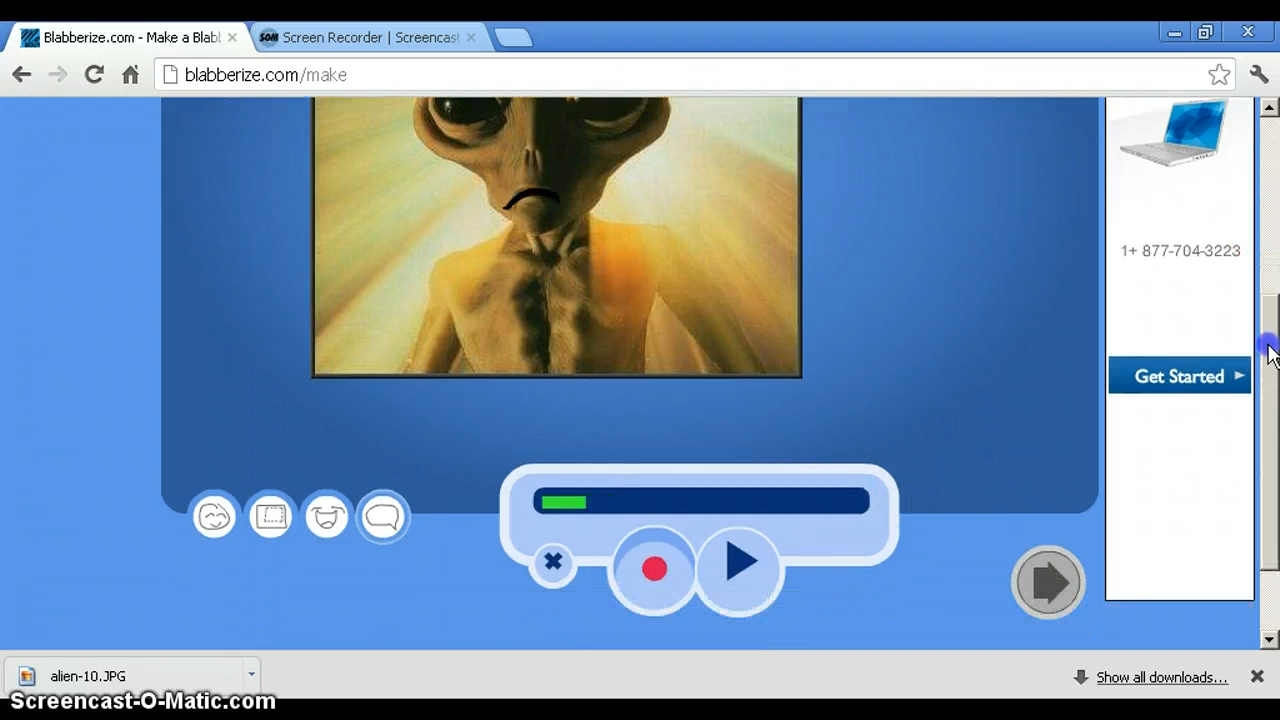 Blabberize.com - Make a Blabl
SOM Screen Recorder | Screencast
blabberize.com/make
1+ 877-704-3223
Get Started
alien-10.JPG
Show all downloads...
Screencast-O-Matic.com